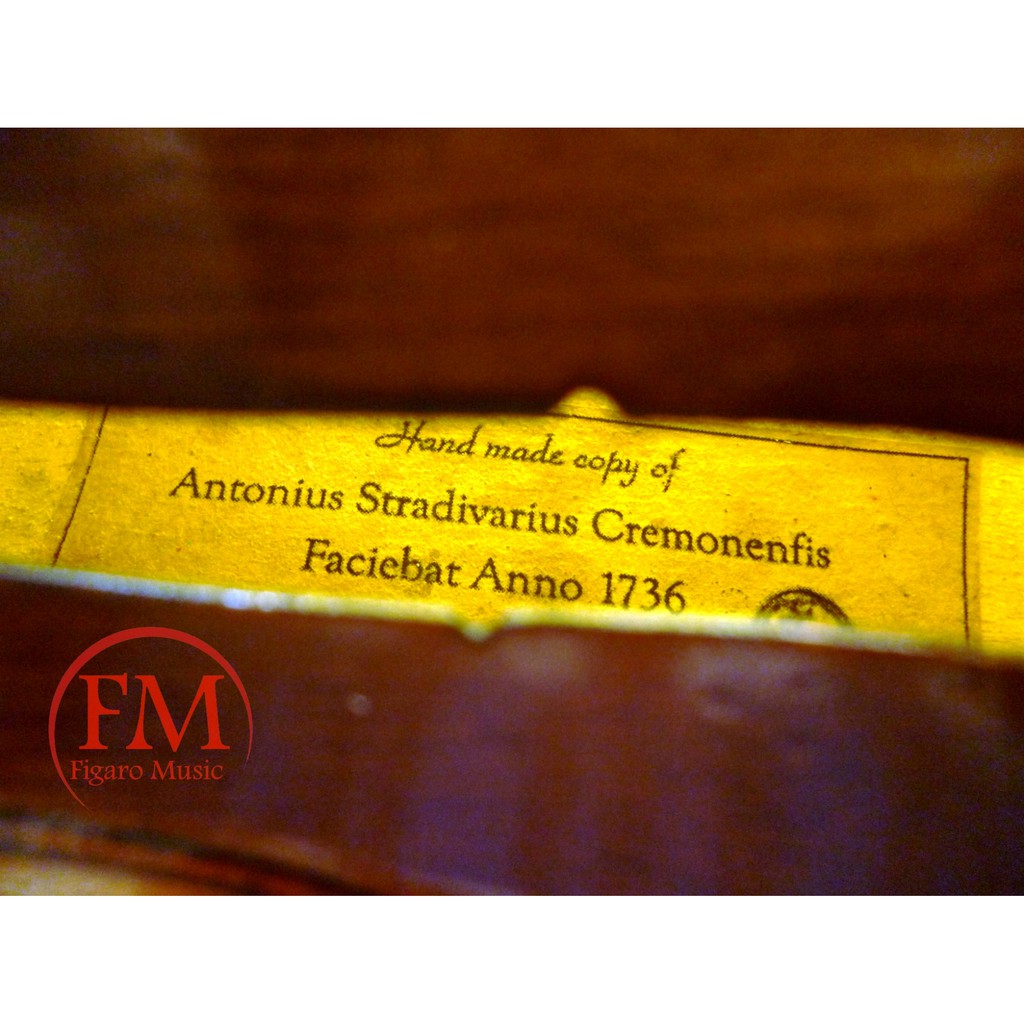 Hand made copy of
Antonius Stradivarius Cremonenfis
Faciebat Anno 1736
FM
Figaro Music